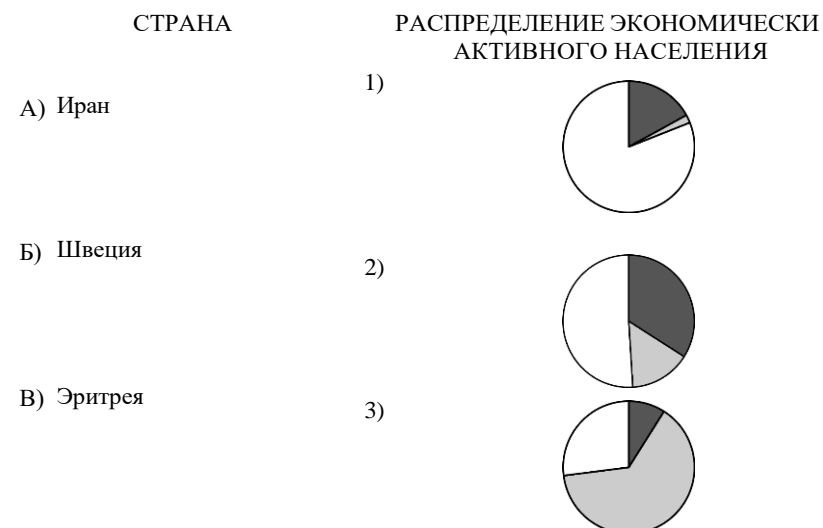 СТРАНА
РАСПРЕДЕЛЕНИЕ ЭКОНОМИЧЕСКИ
АКТИВНОГО НАСЕЛЕНИЯ
А) Иран
1)
Б) Швеция
2)
В) Эритрея
3)